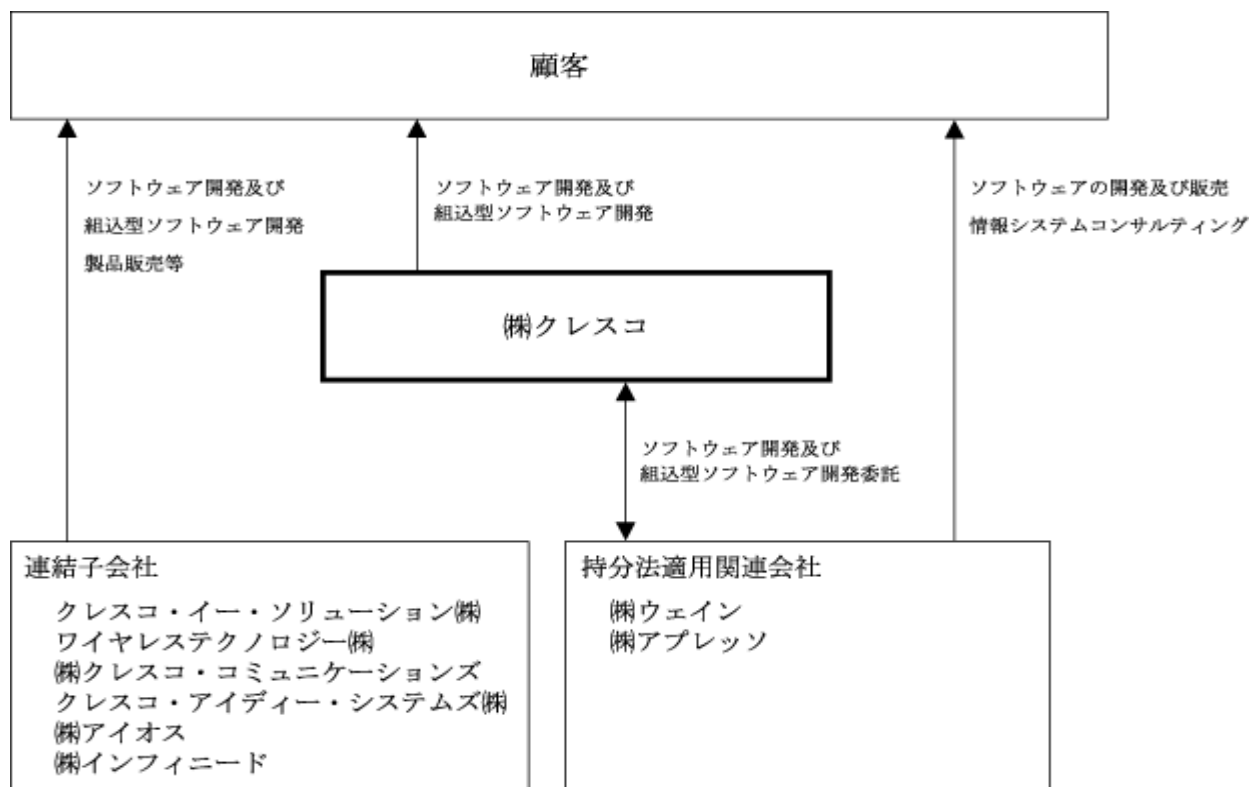 顧客
ソフトウェア開発及び
組込型ソフトウェア開発
製品販売等
ソフトウェア開発及び
組込型ソフトウェア開発
ソフトウェアの開発及び販売
情報システムコンサルティング
㈱クレスコ
ソフトウェア開発及び
組込型ソフトウェア開発委託
連結子会社
クレスコ・イー・ソリューション㈱
ワイヤレステクノロジー㈱
㈱クレスコ・コミュニケーションズ
クレスコ・アイディー・システムズ㈱
㈱アイオス
㈱インフィニード
持分法適用関連会社
㈱ウェイン
㈱アプレッソ